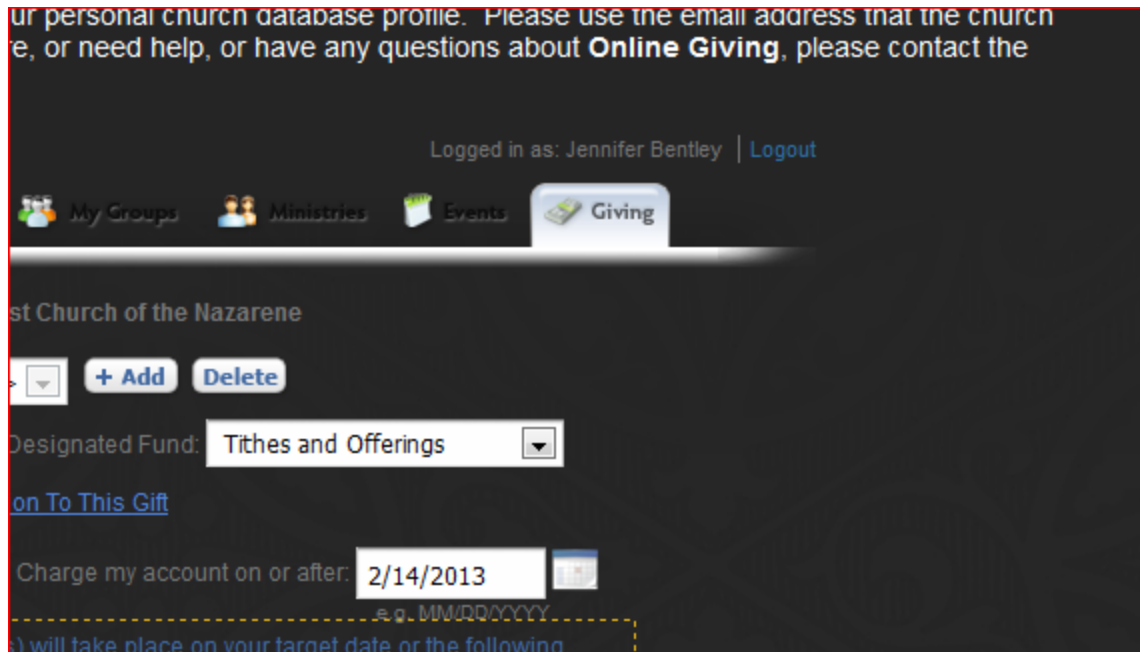 ur personal church database profile. Please use the email address that the church
re, or need help, or have any questions about Online Giving, please contact the
Logged in as: Jennifer Bentley | Logout
My Groups Ministries Events Giving
st Church of the Nazarene
+ Add Delete
Designated Fund: Tithes and Offerings
on To This Gift
Charge my account on or after: 2/14/2013
e.g. MM/DD/YYYY
s) will take place on your target date or the following